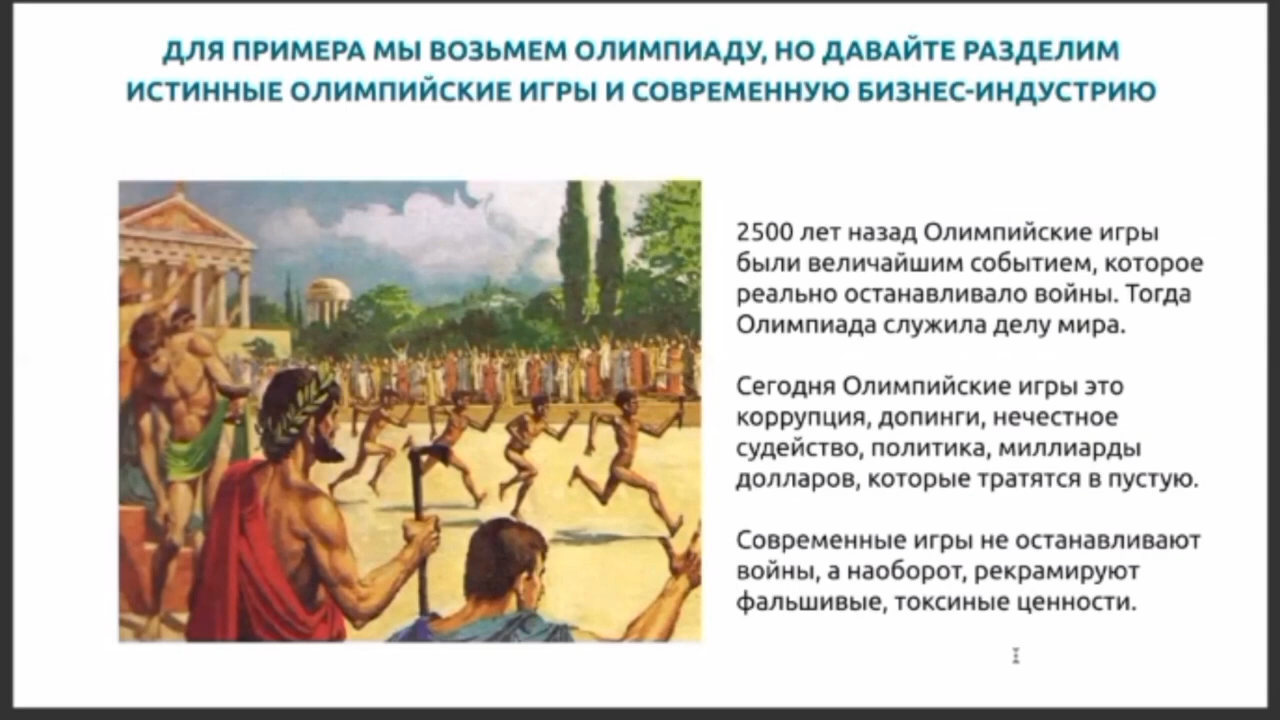 ДЛЯ ПРИМЕРА МЫ ВОЗЬМЕМ ОЛИМПИАДУ, НО ДАВАЙТЕ РАЗДЕЛИМ
ИСТИННЫЕ ОЛИМПИЙСКИЕ ИГРЫ И СОВРЕМЕННУЮ БИЗНЕС-ИНДУСТРИЮ
2500 лет назад Олимпийские игры
были величайшим событием, которое
реально останавливало войны. Тогда
Олимпиада служила делу мира.
Сегодня Олимпийские игры это
коррупция, допинги, нечестное
судейство, политика, миллиарды
долларов, которые тратятся в пустую.
Современные игры не останавливают
войны, а наоборот, рекрамируют
фальшивые, токсиные ценности.